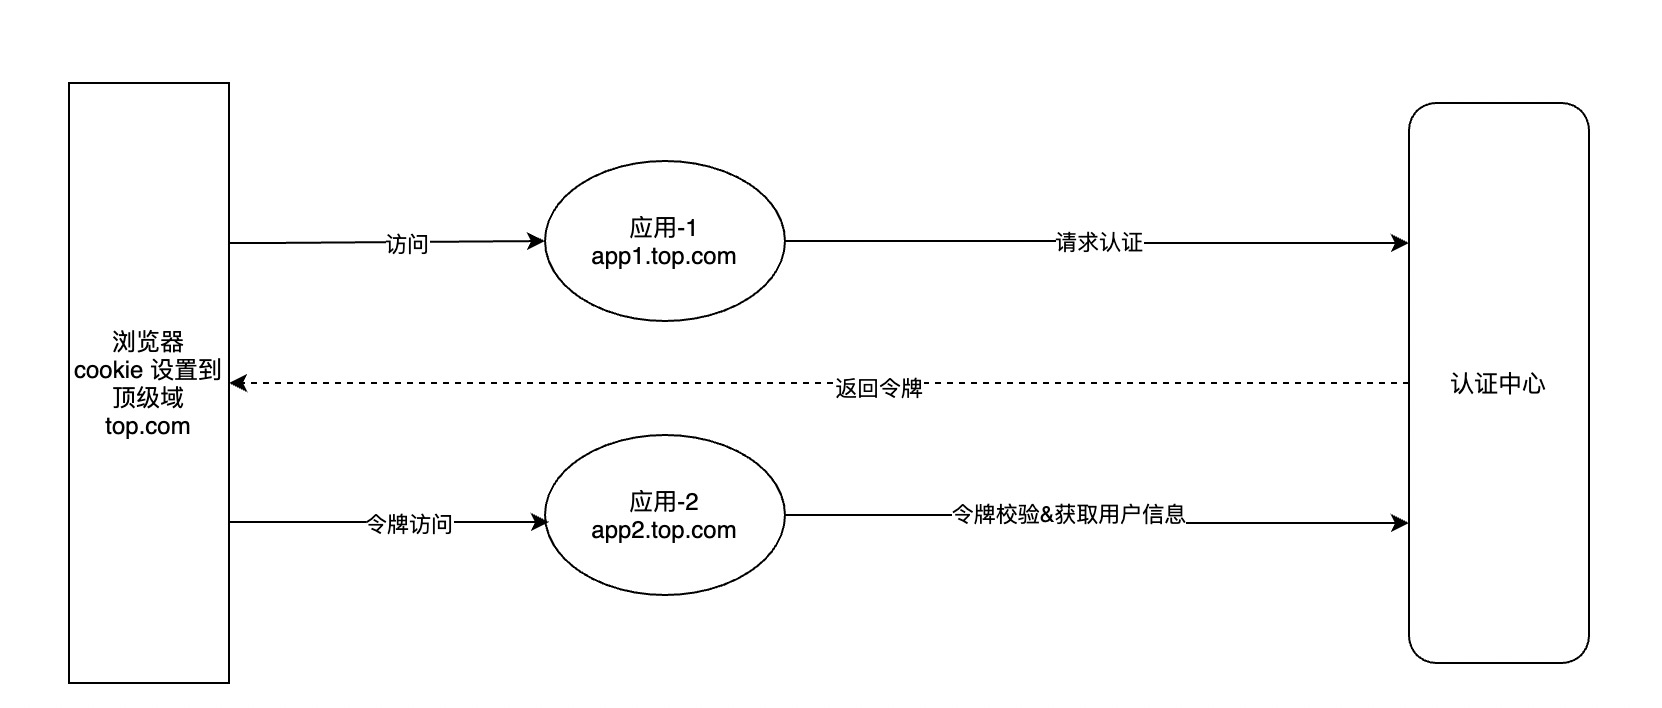 应用-1
app1.top.com
访问
请求认证
浏览器
cookie 设置到
顶级域
top.com
返回令牌
认证中心
应用-2
app2.top.com
令牌访问
令牌校验&获取用户信息